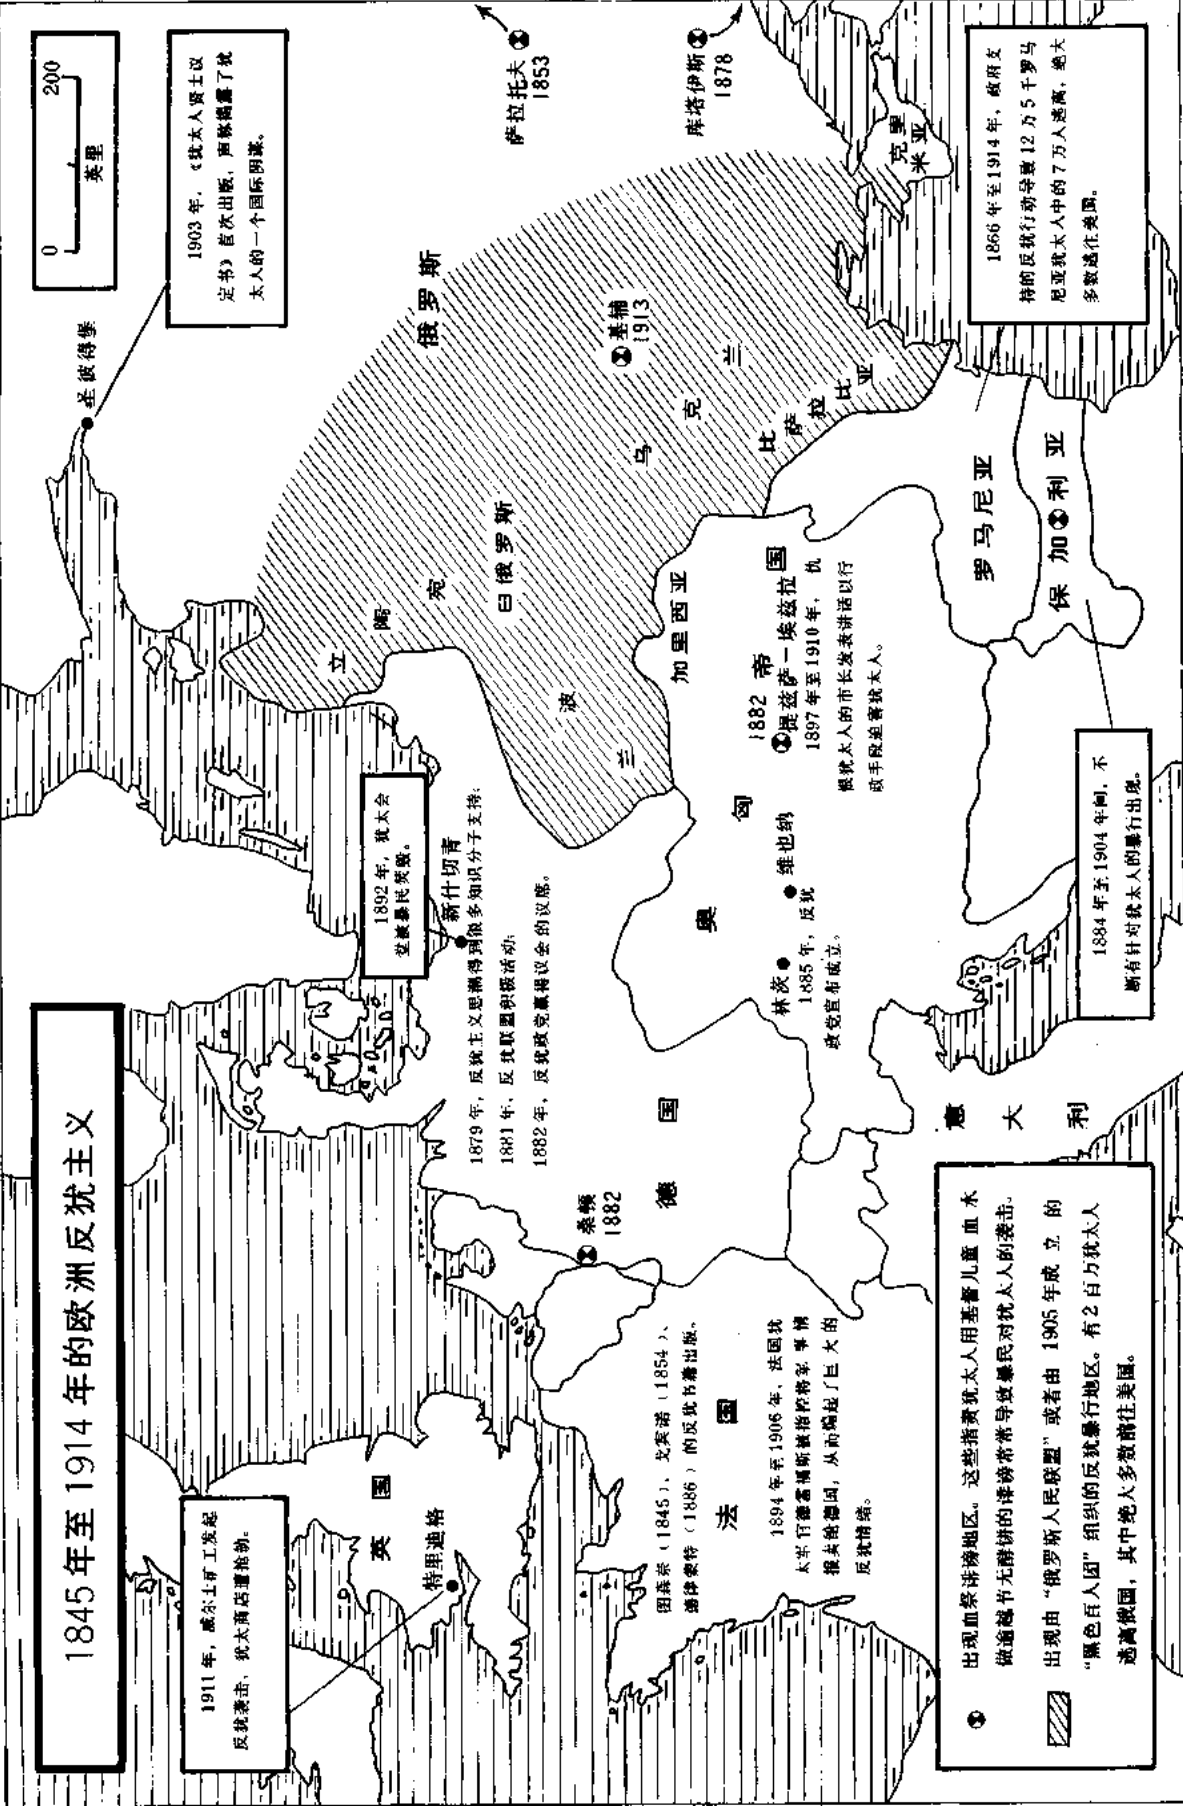 1845年至1914年的欧洲反犹主义
0 200
英里
1903年,《犹太人贤士议
定书》首次出版,声称揭露了犹
太人的一个国际阴谋。
圣彼得堡
萨拉托夫
1853
库塔伊斯
1878
克里
米亚
1866年至1914年,政府支
持的反犹行动导致12万5千罗马
尼亚犹太人中的7万人逃离,绝大
多数逃往美国。
俄罗斯
基辅
1913
乌克兰
比萨拉比亚
白俄罗斯
立陶宛
波兰
加里西亚
罗马尼亚
保加利亚
1884年至1904年间,不
断有针对犹太人的暴行出现。
奥匈帝国
1882
提兹萨-埃兹拉
1897年至1910年,仇
恨犹太人的市长发表讲话以行
政手段迫害犹太人。
维也纳
林茨
1885年,反犹
政党宣布成立。
1892年,犹太会
堂被暴民焚毁。
新什切青
1879年,反犹主义思潮得到很多知识分子支持;
1881年,反犹联盟积极活动;
1882年,反犹政党赢得议会的议席。
德国
桑顿
1882
意大利
1911年,威尔士矿工发起
反犹袭击,犹太商店遭抢劫。
英国
特里迪格
图森奈(1845)、戈宾诺(1854)、
德律蒙特(1886)的反犹书籍出版。
法国
1894年至1906年,法国犹
太军官德雷福斯被指控将军事情
报卖给德国,从而煽起了巨大的
反犹情绪。
出现血祭诽谤地区。这些指责犹太人用基督儿童血水
做逾越节无酵饼的诽谤常常导致暴民对犹太人的袭击。
出现由“俄罗斯人民联盟”或者由1905年成立的
“黑色百人团”组织的反犹暴行地区。有2百万犹太人
逃离俄国,其中绝大多数前往美国。